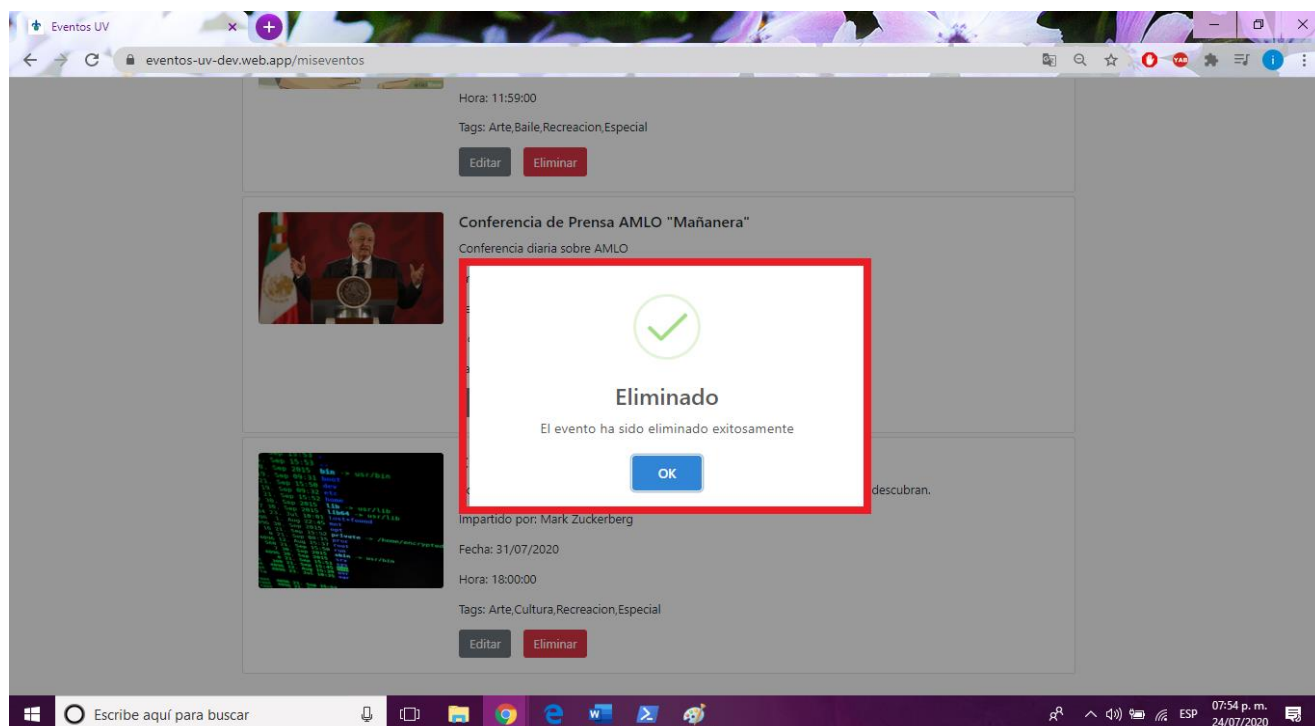 Eventos UV
eventos-uv-dev.web.app/miseventos
Hora: 11:59:00
Tags: Arte,Baile,Recreacion,Especial
Editar Eliminar
Conferencia de Prensa AMLO "Mañanera"
Conferencia diaria sobre AMLO
Eliminado
El evento ha sido eliminado exitosamente
OK
descubran.
Impartido por: Mark Zuckerberg
Fecha: 31/07/2020
Hora: 18:00:00
Tags: Arte,Cultura,Recreacion,Especial
Editar Eliminar
Escribe aquí para buscar
ESP
07:54 p. m.
24/07/2020